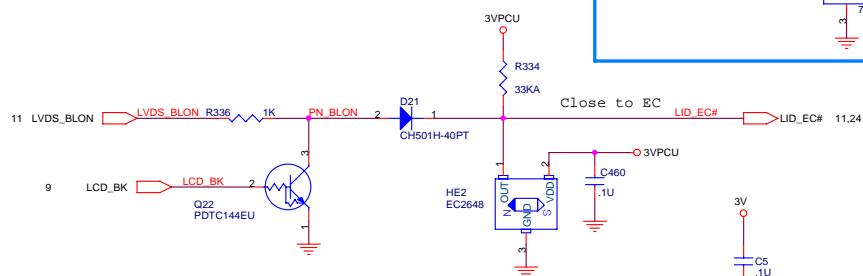 7
3
3VPCU
R334
33KA
Close to EC
11 LVDS_BLON LVDS_BLON R336 1K PN_BLON 2 D21 1 LID_EC# LID_EC# 11,24
CH501H-40PT
3
1
2
3VPCU
9 LCD_BK LCD_BK 2
Q22
PDTC144EU
1
HE2
EC2648
OUT
VDD
N
S
GND
3
C460
.1U
3V
C5
.1U